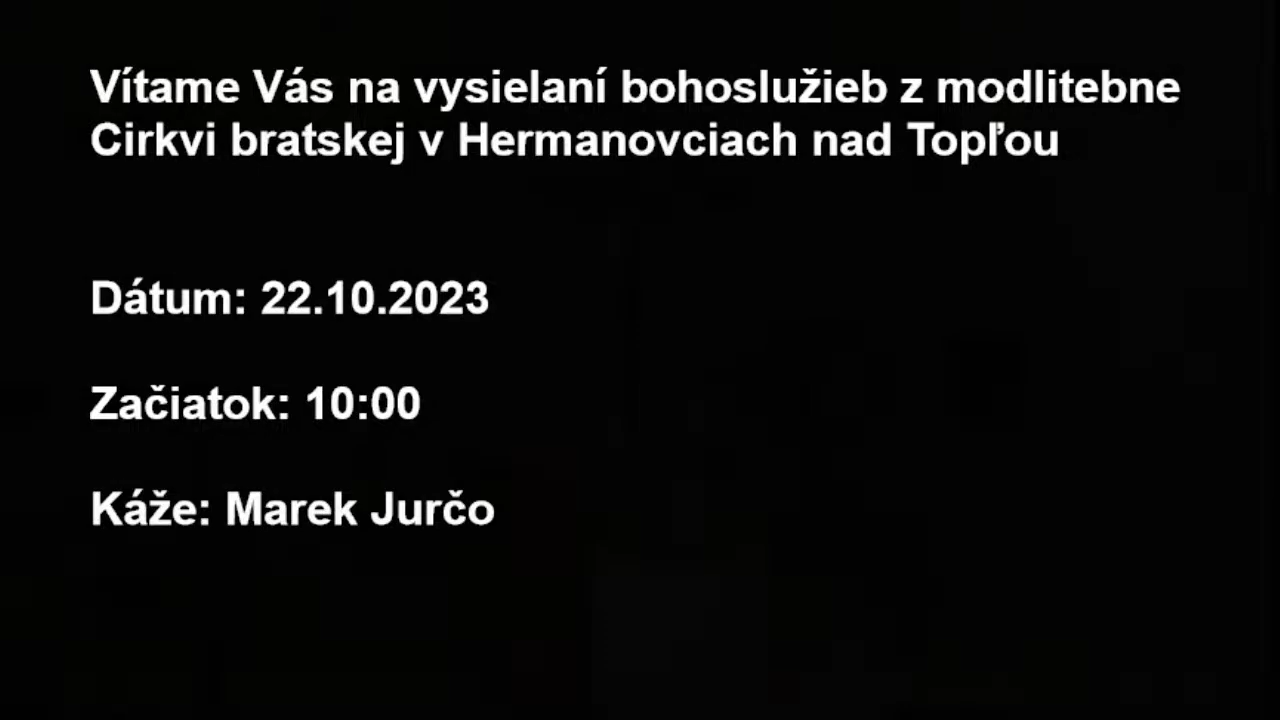 Vítame Vás na vysielaní bohoslužieb z modlitebne
Cirkvi bratskej v Hermanovciach nad Topľou
Dátum: 22.10.2023
Začiatok: 10:00
Káže: Marek Jurčo